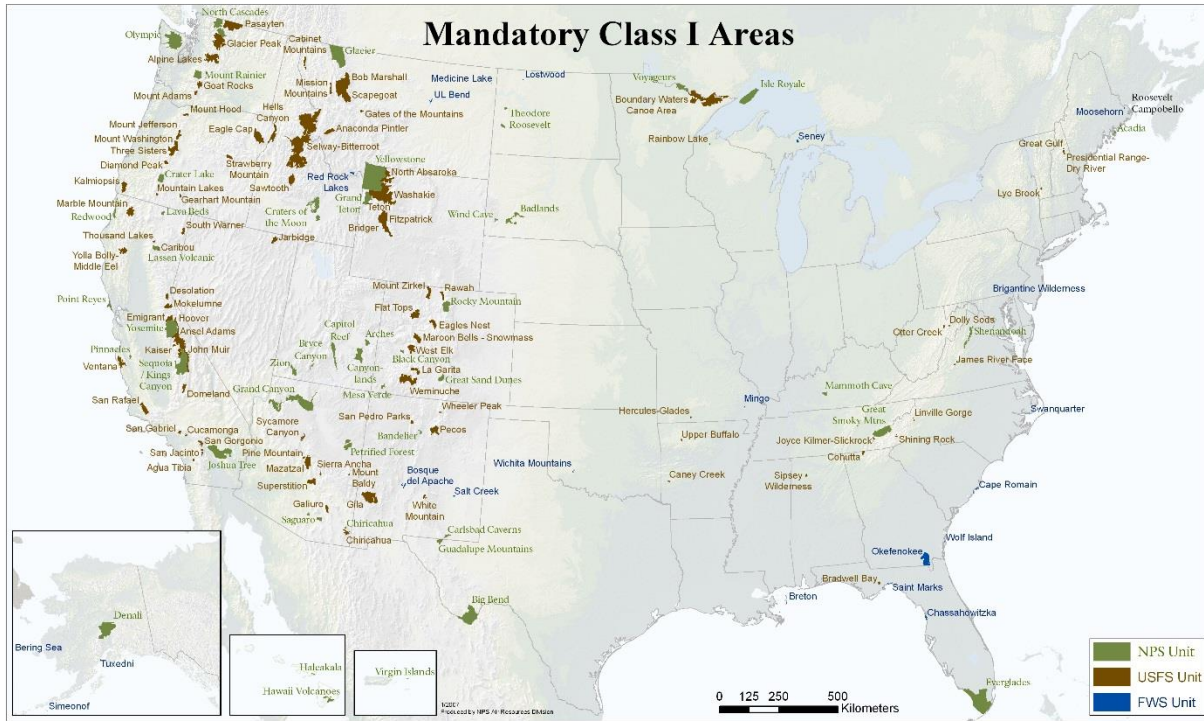 Mandatory Class I Areas
North Cascades
Pasayten
Olympic
Glacier Peak
Alpine Lakes
Cabinet
Mountains
Glacier
Mount Rainier
Goat Rocks
Mission
Mountains
Bob Marshall
Scapegoat
Medicine Lake
Lostwood
UL Bend
Mount Adams
Mount Hood
Hells
Canyon
Gates of the Mountains
Theodore
Roosevelt
Voyageurs
Isle Royale
Boundary Waters
Canoe Area
Rainbow Lake
Seney
Moosehorn
Roosevelt
Campobello
Acadia
Great Gulf
Presidential Range-
Dry River
Lye Brook
Mount Jefferson
Eagle Cap
Anaconda Pintler
Mount Washington
Three Sisters
Selway-Bitterroot
Diamond Peak
Strawberry
Mountain
Yellowstone
North Absaroka
Red Rock
Lakes
Kalmiopsis
Crater Lake
Mountain Lakes
Sawtooth
Washakie
Marble Mountain
Gearhart Mountain
Grand
Teton
Teton
Redwood
Lava Beds
Craters of
the Moon
Fitzpatrick
Bridger
Wind Cave
Badlands
South Warner
Thousand Lakes
Jarbidge
Yolla Bolly-
Middle Eel
Caribou
Lassan Volcanic
Mount Zirkel
Rawah
Point Reyes
Desolation
Mokelumne
Flat Tops
Rocky Mountain
Emigrant
Hoover
Yosemite
Ansel Adams
Capitol
Reef
Arches
Eagles Nest
Maroon Bells - Snowmass
Pinnacles
Kaiser
John Muir
Bryce
Canyon
West Elk
Black Canyon
Ventana
Sequoia
/ Kings
Canyon
Zion
Canyon-
lands
La Garita
Great Sand Dunes
Domeland
Grand Canyon
Mesa Verde
Weminuche
San Rafael
San Pedro Parks
Wheeler Peak
Sycamore
Canyon
Bandelier
Pecos
San Gabriel
Cucamonga
San Gorgonio
San Jacinto
Pine Mountain
Petrified Forest
Agua Tibia
Joshua Tree
Mazatzal
Sierra Ancha
Mount
Baldy
Bosque
del Apache
Wichita Mountains
Superstition
Salt Creek
Galiuro
Gila
White
Mountain
Saguaro
Chiricahua
Chiricahua
Carlsbad Caverns
Guadalupe Mountains
Big Bend
Brigantine Wilderness
Dolly Sods
Otter Creek
Shenandoah
James River Face
Mammoth Cave
Mingo
Hercules-Glades
Great
Smoky Mtns
Linville Gorge
Swanquarter
Upper Buffalo
Joyce Kilmer-Slickrock
Shining Rock
Cohutta
Caney Creek
Sipsey
Wilderness
Cape Romain
Okefenokee
Wolf Island
Bradwell Bay
Saint Marks
Breton
Chassahowitzka
Everglades
Denali
Bering Sea
Tuxedni
Simeonof
Haleakala
Hawaii Volcanoes
Virgin Islands
1/2007
Produced by NPS Air Resources Division
0 125 250 500
Kilometers
NPS Unit
USFS Unit
FWS Unit